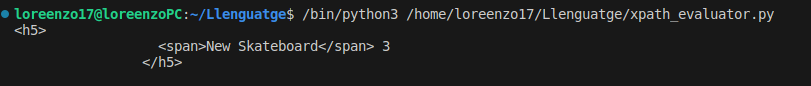 loreenzo17@loreenzoPC:~/Llenguatge$ /bin/python3 /home/loreenzo17/Llenguatge/xpath_evaluator.py
<h5>
<span>New Skateboard</span> 3
</h5>